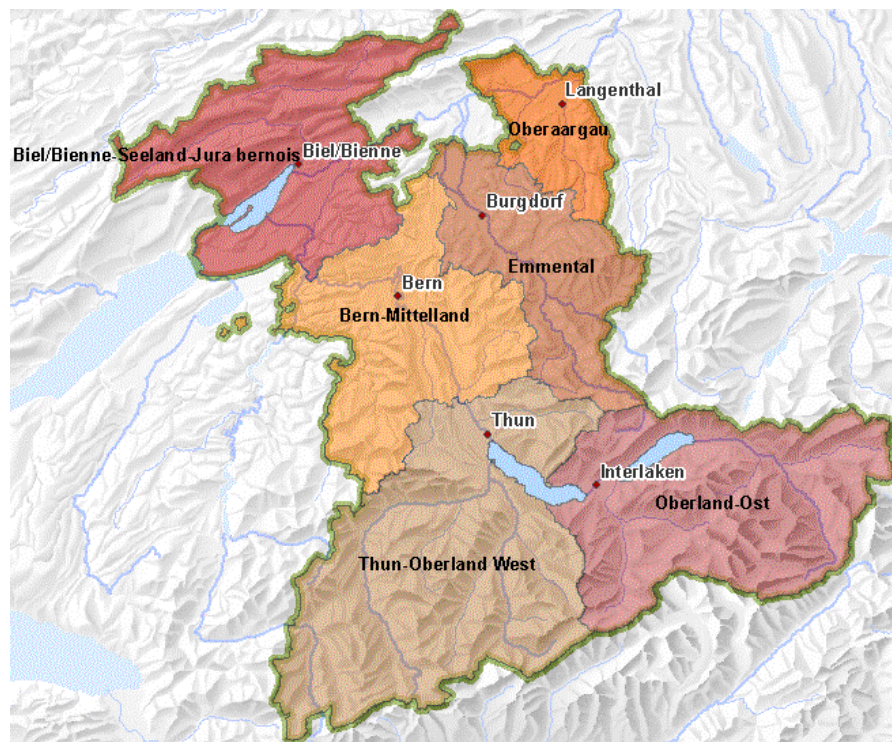 Langenthal
Oberaargau
Biel/Bienne-Seeland-Jura bernois
Biel/Bienne
Burgdorf
Emmental
Bern
Bern-Mittelland
Thun
Interlaken
Oberland-Ost
Thun-Oberland West